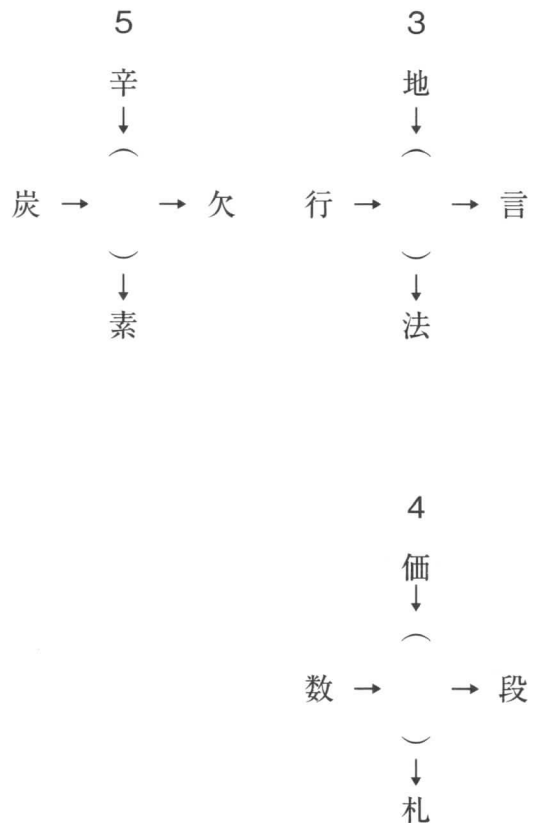 3
地
↓
行 → （ ） → 言
↓
法
4
価
↓
数 → （ ） → 段
↓
札
5
辛
↓
炭 → （ ） → 欠
↓
素